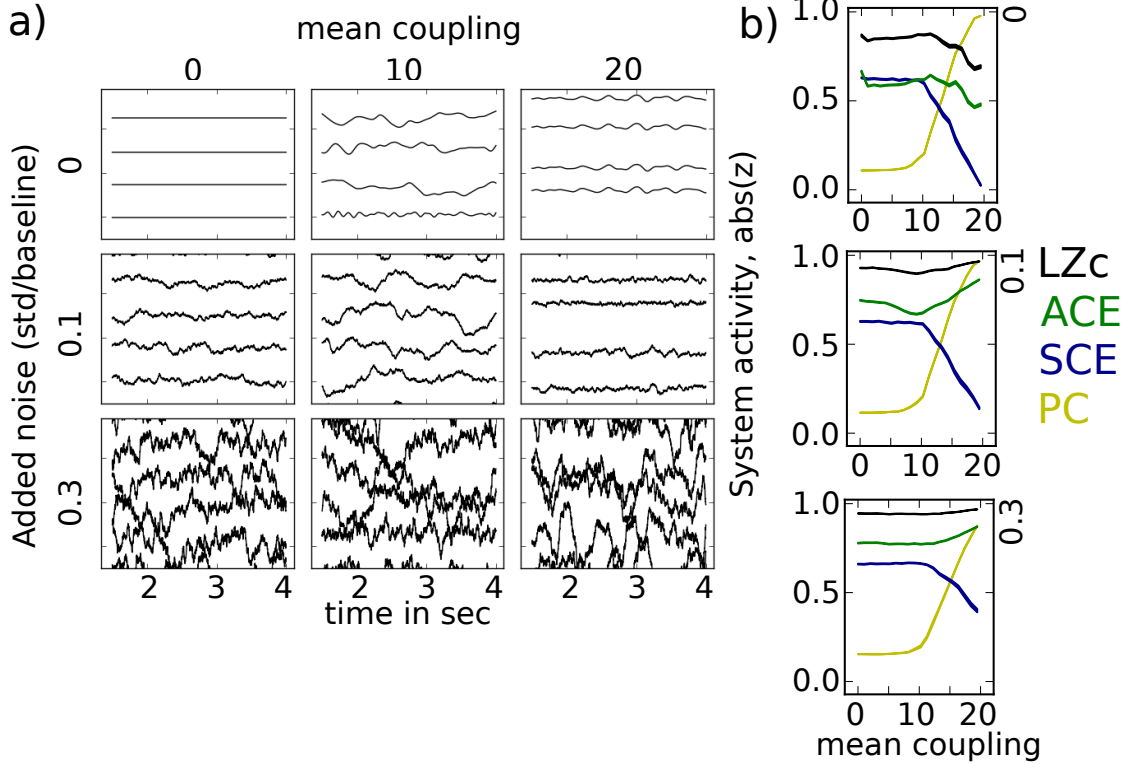 a)
mean coupling
0 10 20
Added noise (std/baseline)
0
0.1
0.3
2 3 4 2 3 4 2 3 4
time in sec
b)
System activity, abs(z)
1.0
0.5
0.0
0 10 20
0
1.0
0.5
0.0
0 10 20
0.1
1.0
0.5
0.0
0 10 20
0.3
mean coupling
LZc
ACE
SCE
PC